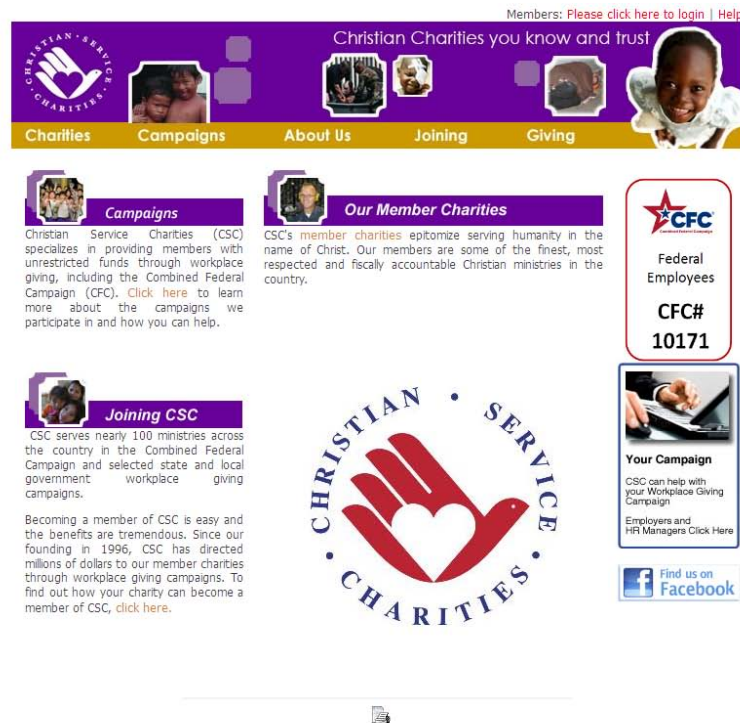 Members: Please click here to login | Help
CHRISTIAN · SERVICE · CHARITIES ·
Christian Charities you know and trust
Charities Campaigns About Us Joining Giving
Campaigns
Christian Service Charities (CSC)
specializes in providing members with
unrestricted funds through workplace
giving, including the Combined Federal
Campaign (CFC). Click here to learn
more about the campaigns we
participate in and how you can help.
Our Member Charities
CSC's member charities epitomize serving humanity in the
name of Christ. Our members are some of the finest, most
respected and fiscally accountable Christian ministries in the
country.
Joining CSC
CSC serves nearly 100 ministries across
the country in the Combined Federal
Campaign and selected state and local
government workplace giving
campaigns.
Becoming a member of CSC is easy and
the benefits are tremendous. Since our
founding in 1996, CSC has directed
millions of dollars to our member charities
through workplace giving campaigns. To
find out how your charity can become a
member of CSC, click here.
CHRISTIAN · SERVICE · CHARITIES ·
CFC
Combined Federal Campaign
Federal
Employees
CFC#
10171
Your Campaign
CSC can help with
your Workplace Giving
Campaign
Employers and
HR Managers Click Here
Find us on
Facebook